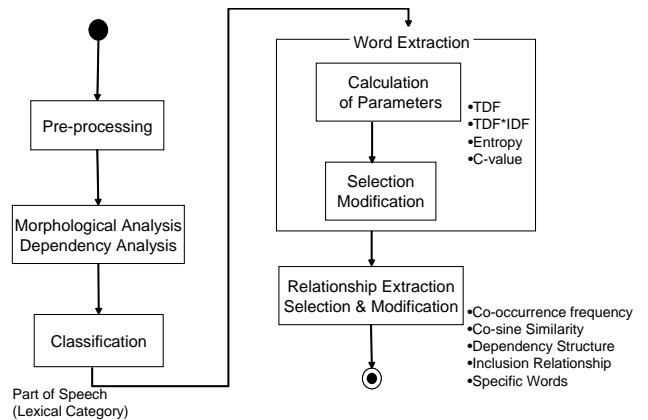 Pre-processing
Morphological Analysis
Dependency Analysis
Classification
Part of Speech
(Lexical Category)
Word Extraction
Calculation
of Parameters
•TDF
•TDF*IDF
•Entropy
•C-value
Selection
Modification
Relationship Extraction
Selection & Modification
•Co-occurrence frequency
•Co-sine Similarity
•Dependency Structure
•Inclusion Relationship
•Specific Words